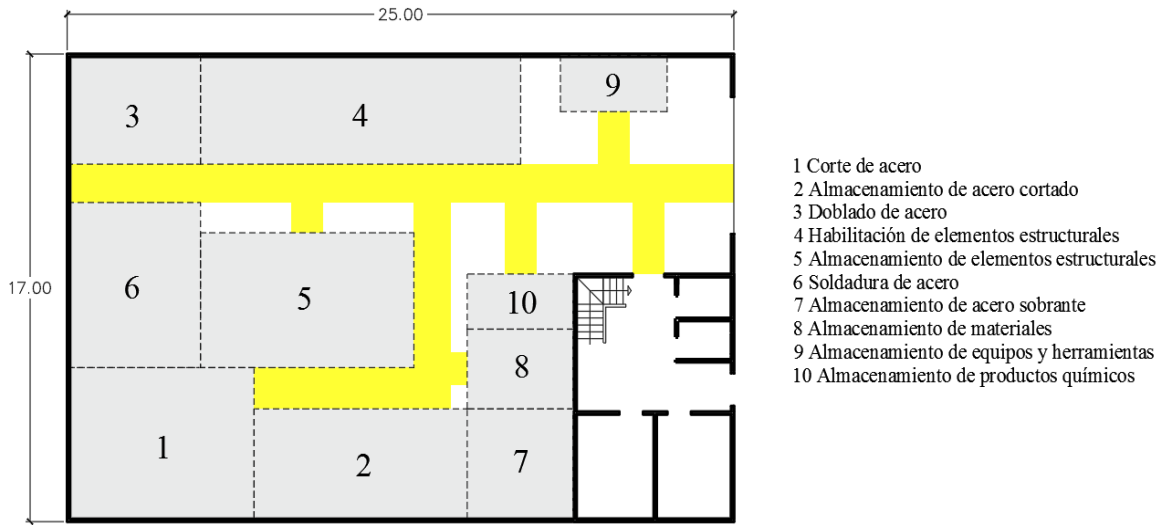 25.00
9
3
4
1 Corte de acero
2 Almacenamiento de acero cortado
3 Doblado de acero
4 Habilitación de elementos estructurales
5 Almacenamiento de elementos estructurales
6 Soldadura de acero
7 Almacenamiento de acero sobrante
8 Almacenamiento de materiales
9 Almacenamiento de equipos y herramientas
10 Almacenamiento de productos químicos
17.00
6
5
10
8
1
2
7